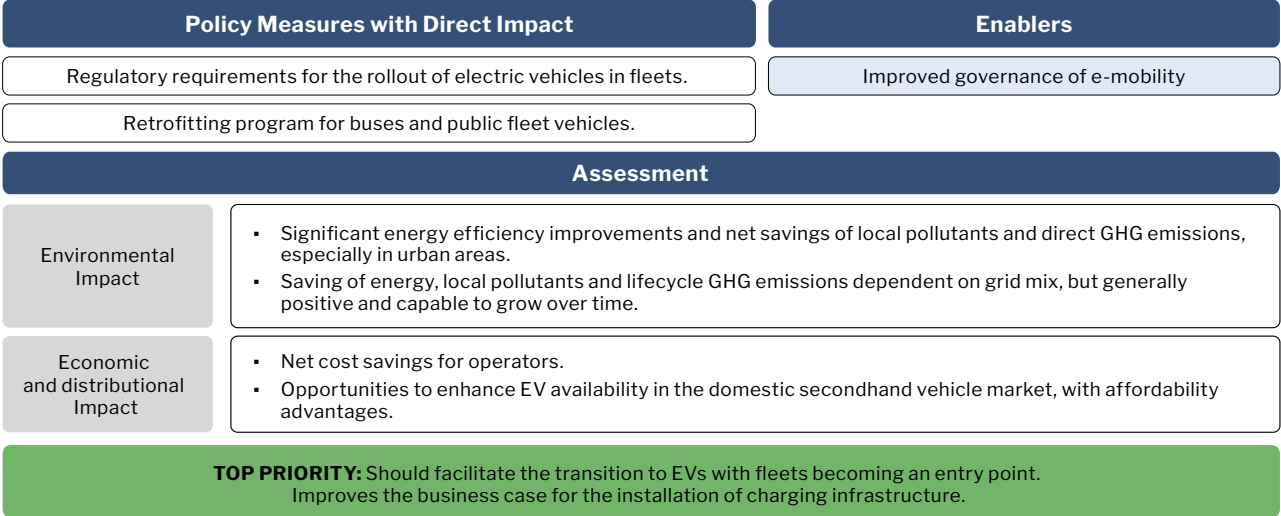 Policy Measures with Direct Impact
Enablers
Regulatory requirements for the rollout of electric vehicles in fleets.
Improved governance of e-mobility
Retrofitting program for buses and public fleet vehicles.
Assessment
Environmental
Impact
▪ Significant energy efficiency improvements and net savings of local pollutants and direct GHG emissions,
especially in urban areas.
▪ Saving of energy, local pollutants and lifecycle GHG emissions dependent on grid mix, but generally
positive and capable to grow over time.
Economic
and distributional
Impact
▪ Net cost savings for operators.
▪ Opportunities to enhance EV availability in the domestic secondhand vehicle market, with affordability
advantages.
TOP PRIORITY: Should facilitate the transition to EVs with fleets becoming an entry point.
Improves the business case for the installation of charging infrastructure.